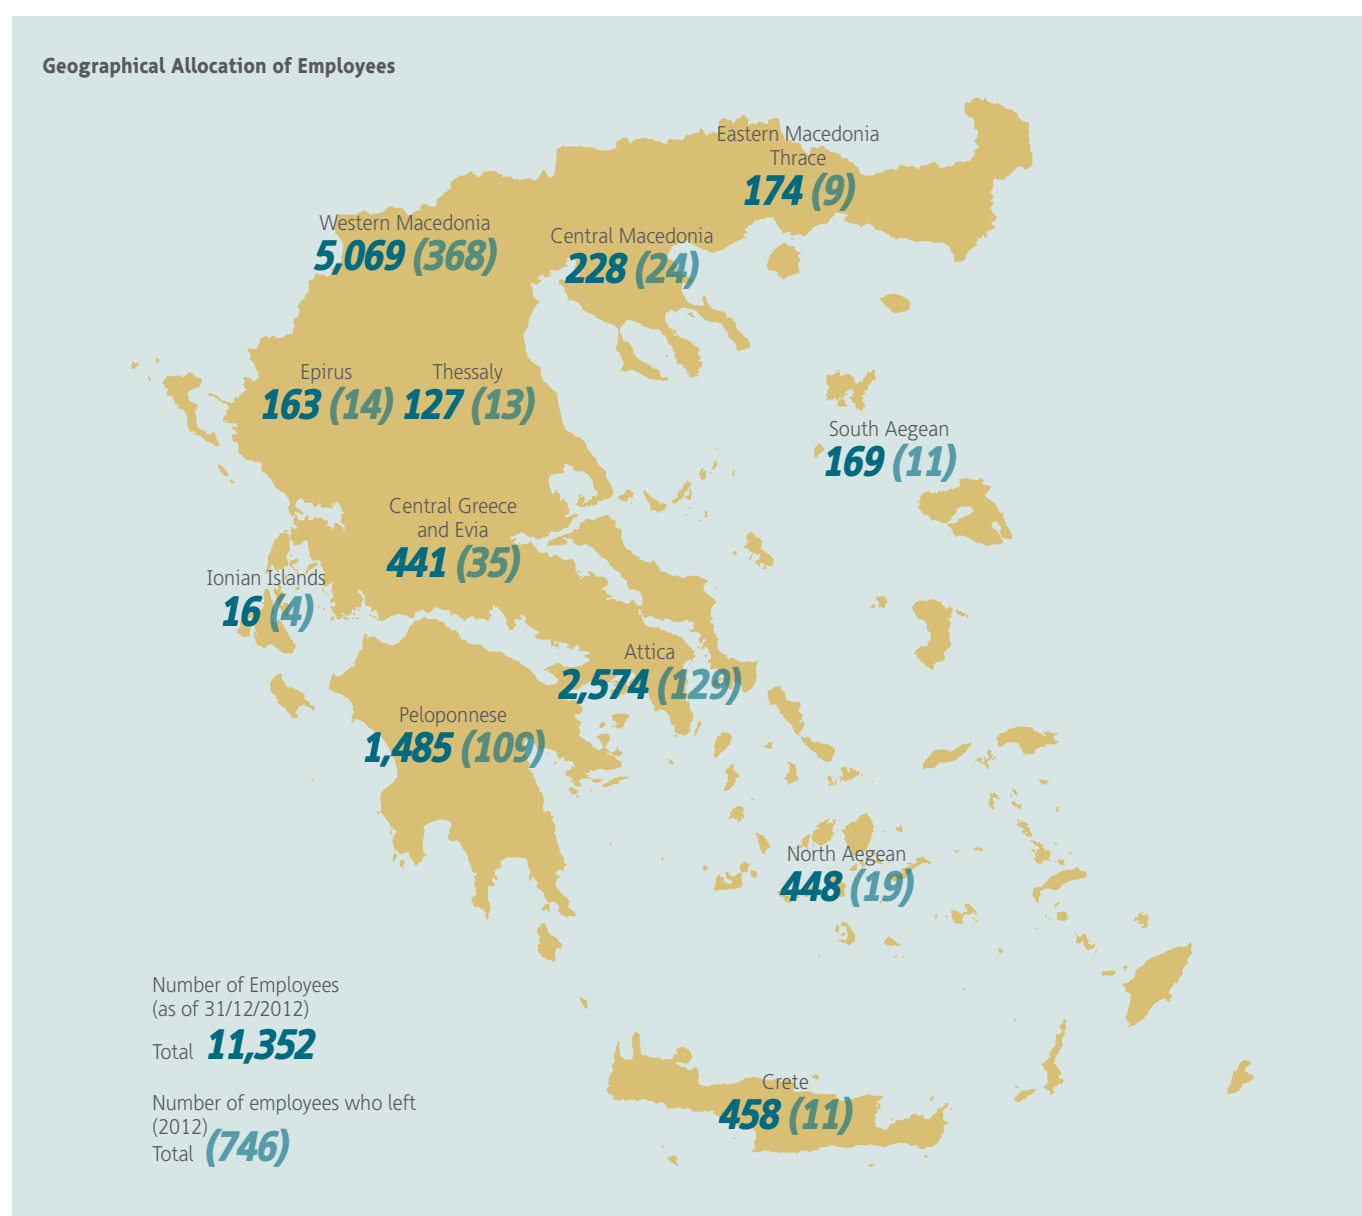 Geographical Allocation of Employees
Eastern Macedonia
Thrace
174 (9)
Western Macedonia
5,069 (368)
Central Macedonia
228 (24)
Epirus
163 (14)
Thessaly
127 (13)
South Aegean
169 (11)
Central Greece
and Evia
441 (35)
Ionian Islands
16 (4)
Attica
2,574 (129)
Peloponnese
1,485 (109)
North Aegean
448 (19)
Number of Employees
(as of 31/12/2012)
Total 11,352
Crete
458 (11)
Number of employees who left
(2012)
Total (746)